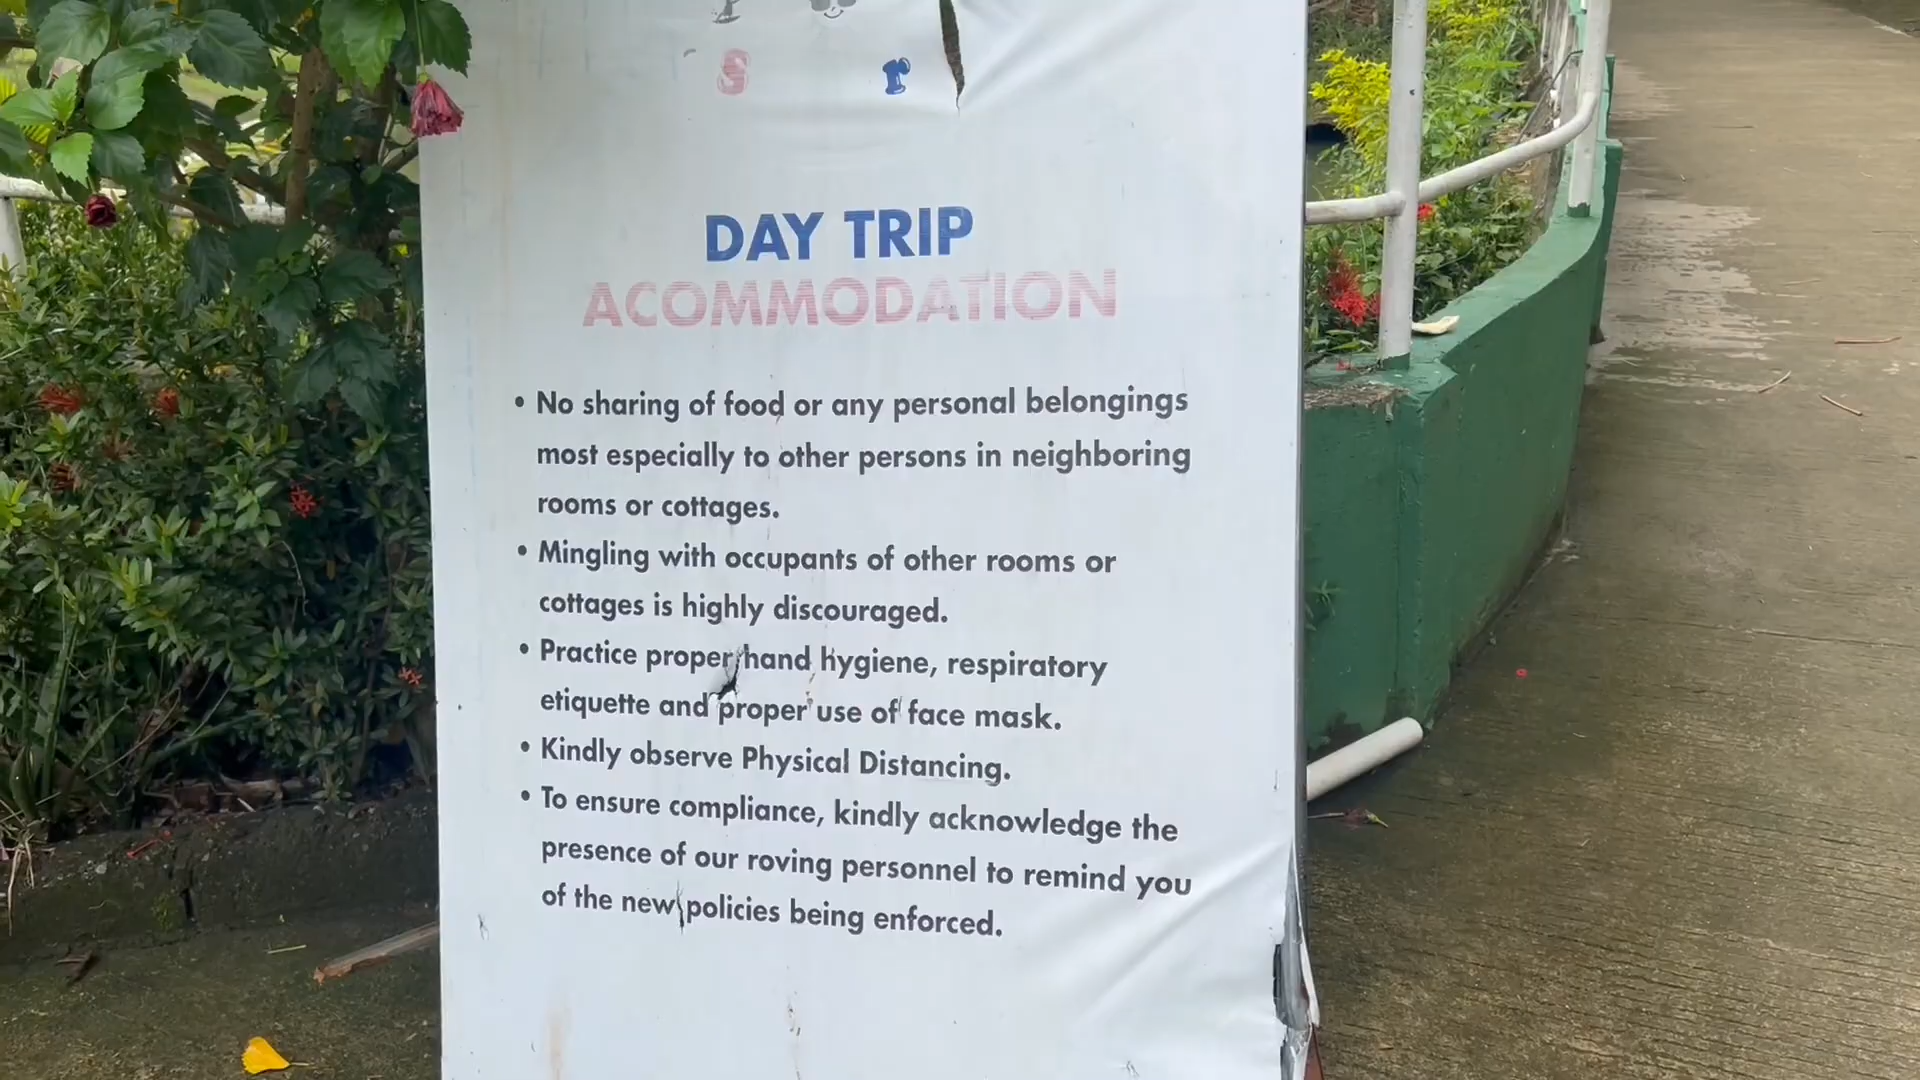 s r
DAY TRIP
ACOMMODATION
• No sharing of food or any personal belongings
most especially to other persons in neighboring
rooms or cottages.
• Mingling with occupants of other rooms or
cottages is highly discouraged.
• Practice proper hand hygiene, respiratory
etiquette and proper use of face mask.
• Kindly observe Physical Distancing.
• To ensure compliance, kindly acknowledge the
presence of our roving personnel to remind you
of the new policies being enforced.